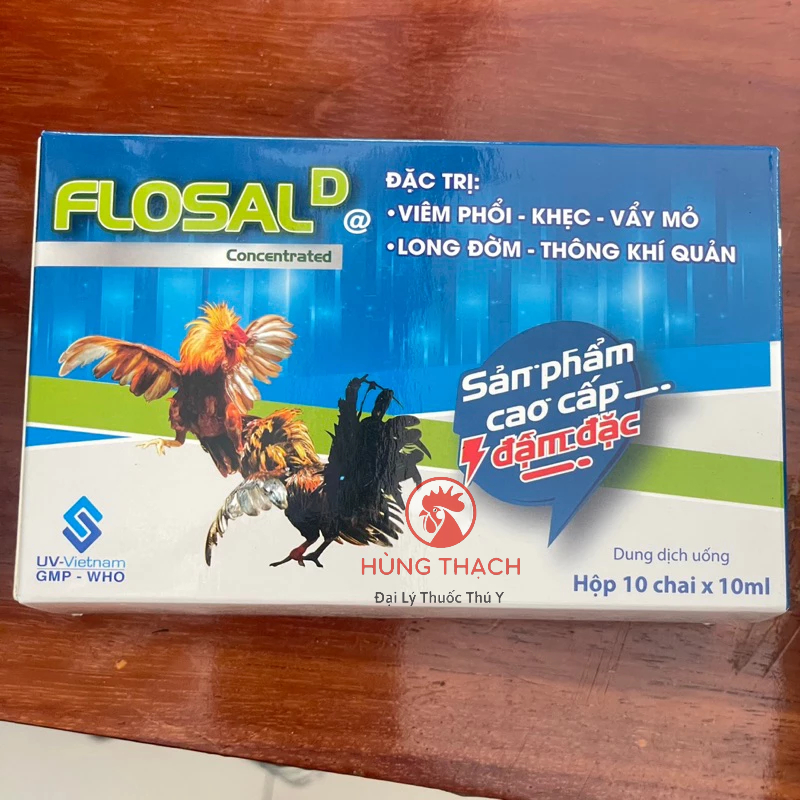 FLOSAL D @
Concentrated
ĐẶC TRỊ:
•VIÊM PHỔI - KHẸC - VẨY MỎ
•LONG ĐỜM - THÔNG KHÍ QUẢN
Sản phẩm
cao cấp
đậm đặc
UV-Vietnam
GMP - WHO
HÙNG THẠCH
Đại Lý Thuốc Thú Y
Dung dịch uống
Hộp 10 chai x 10ml